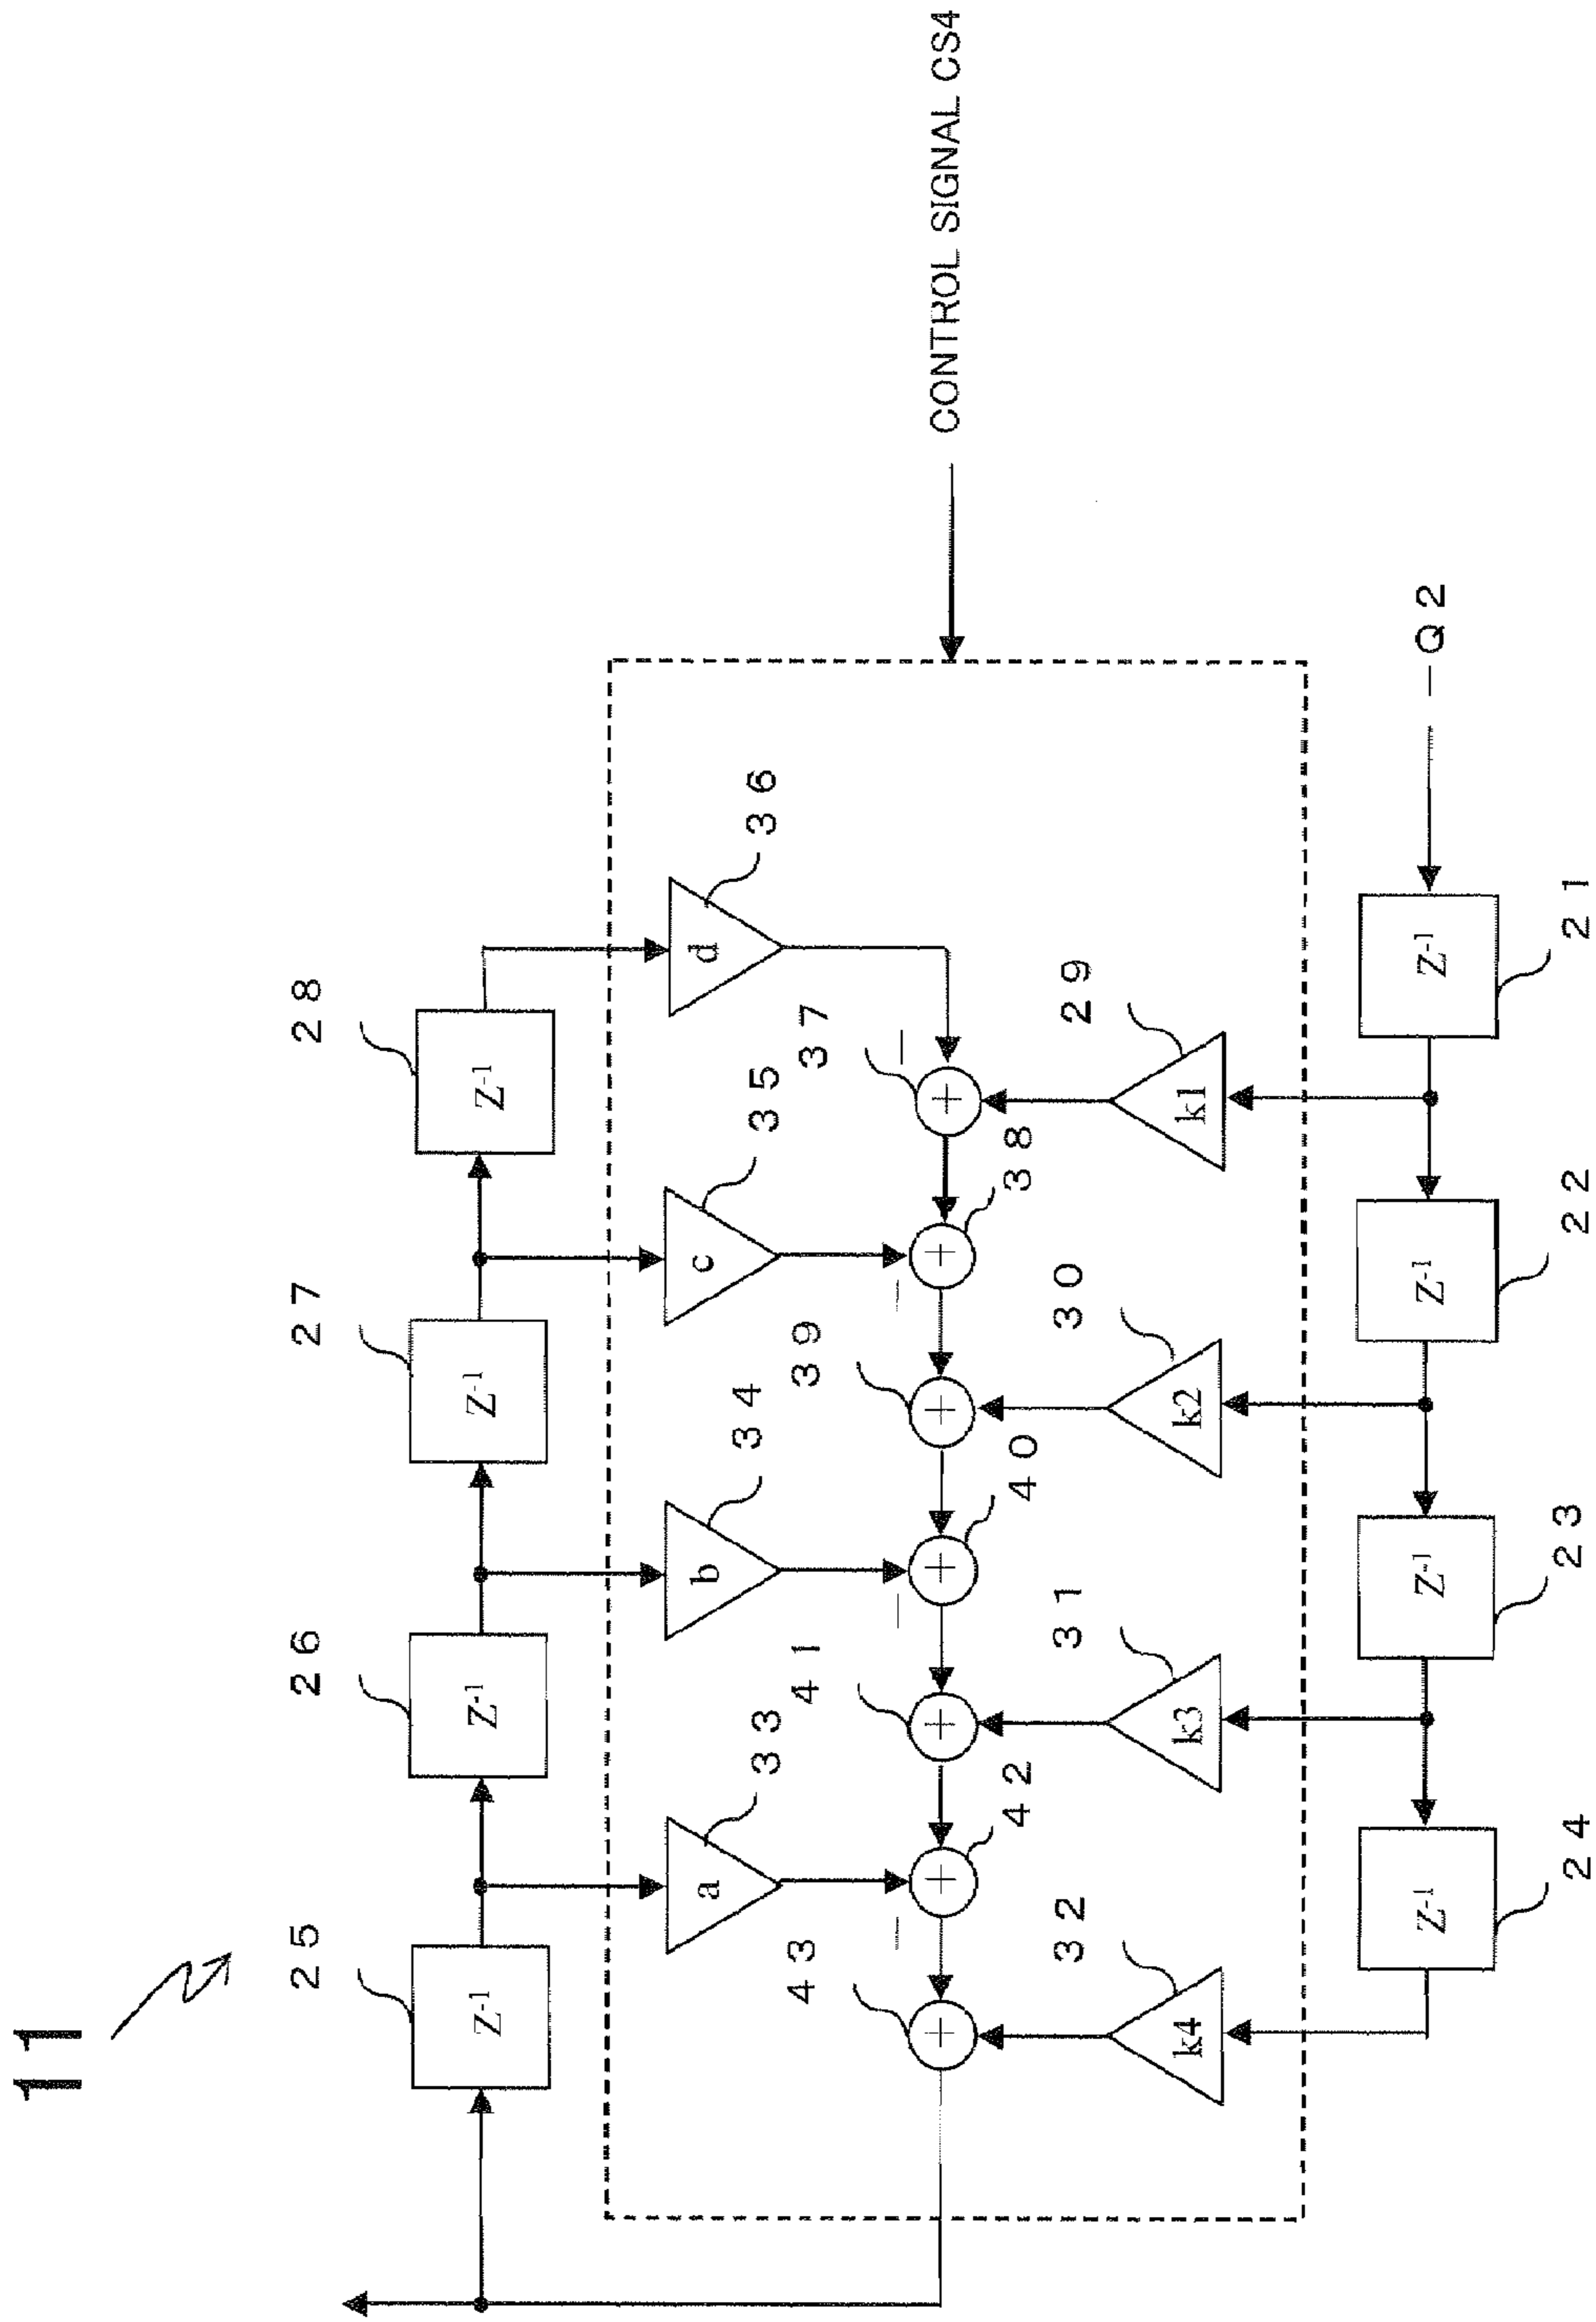 11
25 26 27 28
Z⁻¹ Z⁻¹ Z⁻¹ Z⁻¹
a b c d
33 34 35 36
43 41 39 37
− − − −
+ + + + + + + CONTROL SIGNAL CS4
42 40 38
32 31 30 29
k4 k3 k2 k1
Z⁻¹ Z⁻¹ Z⁻¹ Z⁻¹ −Q2
24 23 22 21